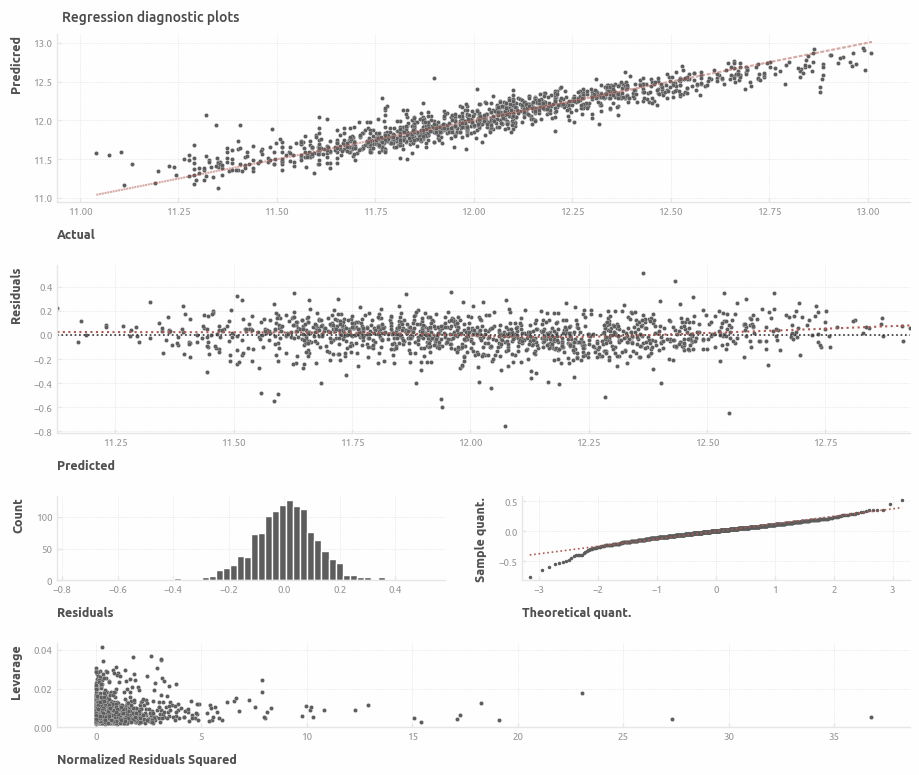 Regression diagnostic plots
Predicred
13.0
12.5
12.0
11.5
11.0
11.00 11.25 11.50 11.75 12.00 12.25 12.50 12.75 13.00
Actual
Residuals
0.4
0.2
0.0
−0.2
−0.4
−0.6
−0.8
11.25 11.50 11.75 12.00 12.25 12.50 12.75
Predicted
Count
100
50
0
−0.8 −0.6 −0.4 −0.2 0.0 0.2 0.4
Residuals
Sample quant.
0.5
0.0
−0.5
−3 −2 −1 0 1 2 3
Theoretical quant.
Levarage
0.04
0.02
0.00
0 5 10 15 20 25 30 35
Normalized Residuals Squared